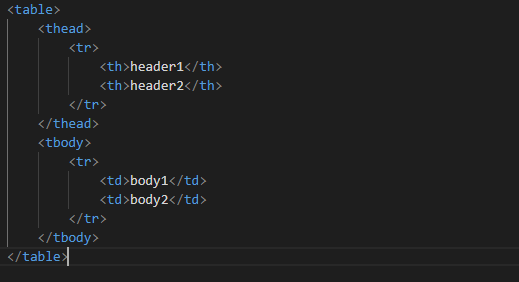 <table>
    <thead>
        <tr>
            <th>header1</th>
            <th>header2</th>
        </tr>
    </thead>
    <tbody>
        <tr>
            <td>body1</td>
            <td>body2</td>
        </tr>
    </tbody>
</table>